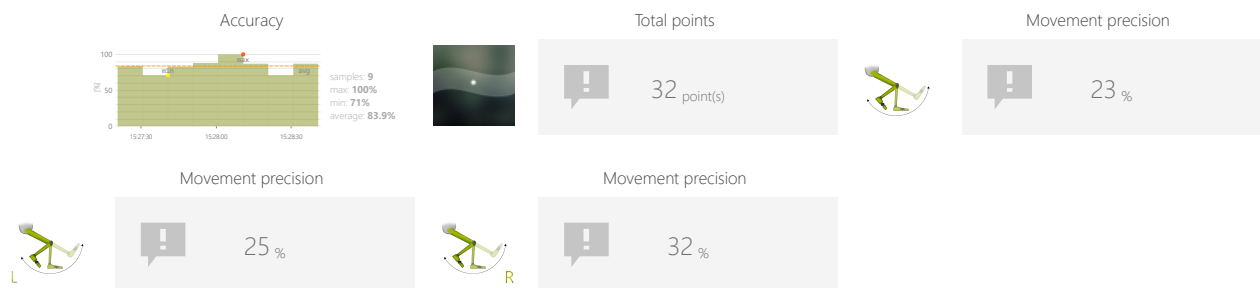 Accuracy
100
50
0
[%]
min
max
avg
15:27:30
15:28:00
15:28:30
samples: 9
max: 100%
min: 71%
average: 83.9%
Total points
32 point(s)
Movement precision
23 %
Movement precision
L
25 %
Movement precision
R
32 %